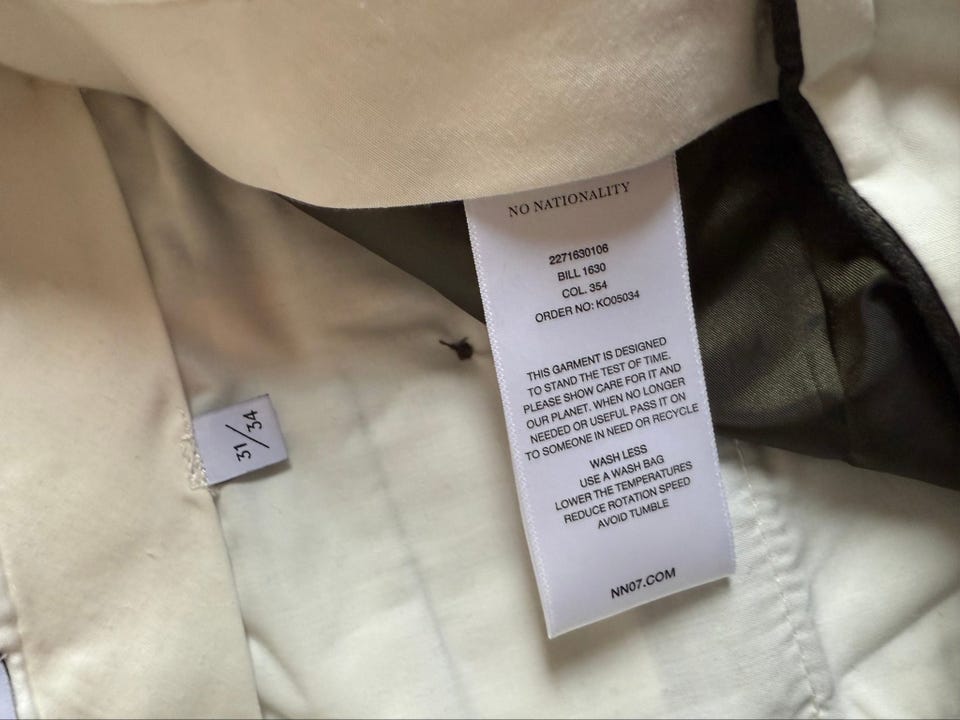 NO NATIONALITY
2271630106
BILL 1630
COL. 354
ORDER NO: KO05034
THIS GARMENT IS DESIGNED
TO STAND THE TEST OF TIME.
PLEASE SHOW CARE FOR IT AND
OUR PLANET. WHEN NO LONGER
NEEDED OR USEFUL PASS IT ON
TO SOMEONE IN NEED OR RECYCLE
WASH LESS
USE A WASH BAG
LOWER THE TEMPERATURES
REDUCE ROTATION SPEED
AVOID TUMBLE
NN07.COM
31/34